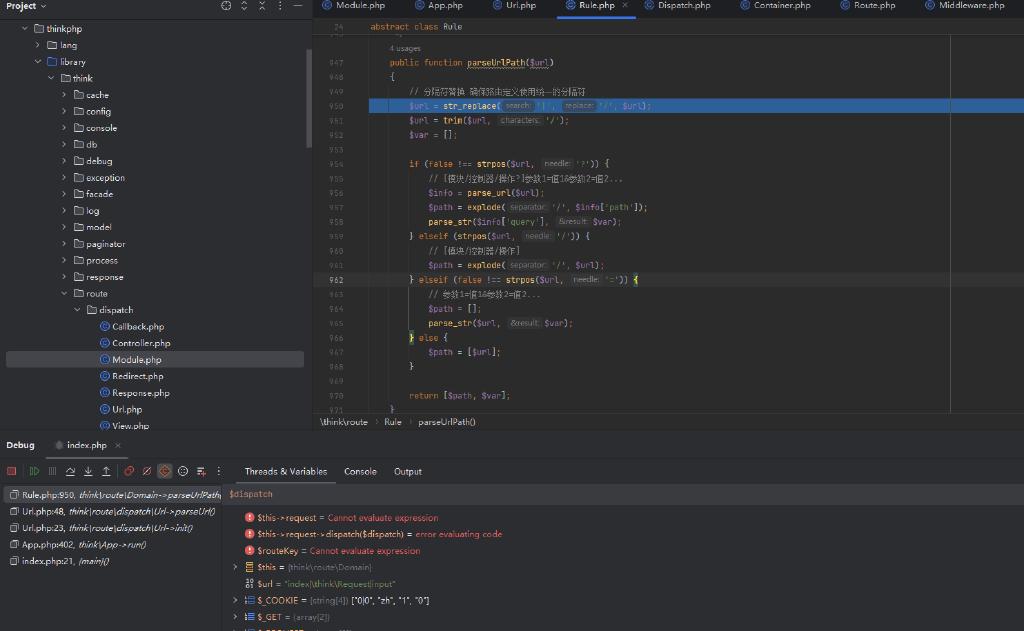 Project
Module.php
App.php
Url.php
Rule.php
Dispatch.php
Container.php
Route.php
Middleware.php
thinkphp
lang
library
think
cache
config
console
db
debug
exception
facade
log
model
paginator
process
response
route
dispatch
Callback.php
Controller.php
Module.php
Redirect.php
Response.php
Url.php
View.php
24 abstract class Rule
4 usages
947 public function parseUrlPath($url)
948 {
949 // 分隔符替换 确保路由定义使用统一的分隔符
950 $url = str_replace( search: '|', replace: '/', $url);
951 $url = trim($url, characters: '/');
952 $var = [];
953
954 if (false !== strpos($url, needle: '?')) {
955 // [模块/控制器/操作?]参数1=值1&参数2=值2...
956 $info = parse_url($url);
957 $path = explode( separator: '/', $info['path']);
958 parse_str($info['query'], &result: $var);
959 } elseif (strpos($url, needle: '/')) {
960 // [模块/控制器/操作]
961 $path = explode( separator: '/', $url);
962 } elseif (false !== strpos($url, needle: '=')) {
963 // 参数1=值1&参数2=值2...
964 $path = [];
965 parse_str($url, &result: $var);
966 } else {
967 $path = [$url];
968 }
969
970 return [$path, $var];
971 }
\think\route > Rule > parseUrlPath()
Debug index.php
Threads & Variables Console Output
Rule.php:950, think\route\Domain->parseUrlPath(
Url.php:48, think\route\dispatch\Url->parseUrl()
Url.php:23, think\route\dispatch\Url->init()
App.php:402, think\App->run()
index.php:21, {main}()
$dispatch
$this->request = Cannot evaluate expression
$this->request->dispatch($dispatch) = error evaluating code
$routeKey = Cannot evaluate expression
$this = {think\route\Domain}
$url = "index|\think\Request|input"
$_COOKIE = {string[4]} ["0|0", "zh", "1", "0"]
$_GET = {array[2]}